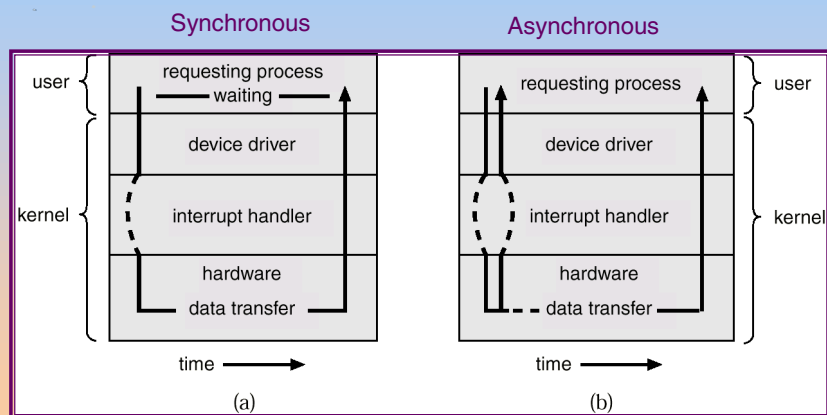 Synchronous
Asynchronous
user
requesting process
waiting
device driver
kernel
interrupt handler
hardware
data transfer
time
(a)
requesting process
user
device driver
interrupt handler
kernel
hardware
data transfer
time
(b)